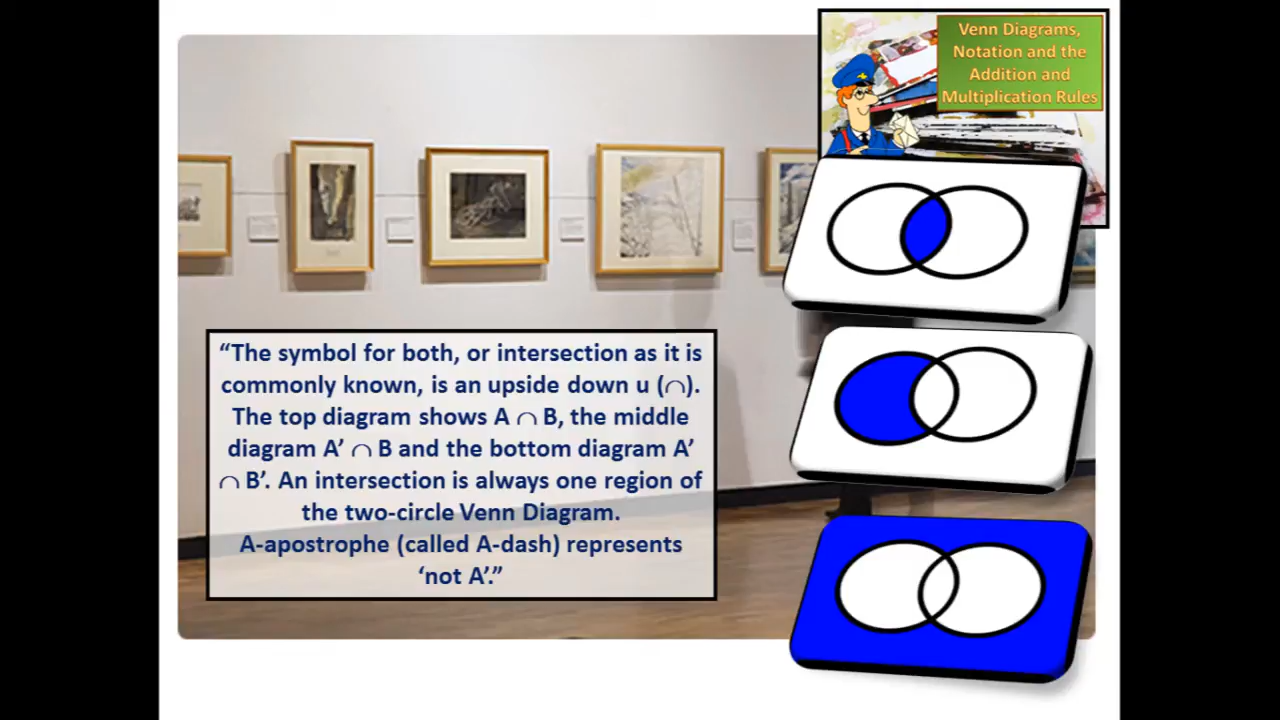 Venn Diagrams,
Notation and the
Addition and
Multiplication Rules
“The symbol for both, or intersection as it is
commonly known, is an upside down u (∩).
The top diagram shows A ∩ B, the middle
diagram A’ ∩ B and the bottom diagram A’
∩ B’. An intersection is always one region of
the two-circle Venn Diagram.
A-apostrophe (called A-dash) represents
‘not A’.”